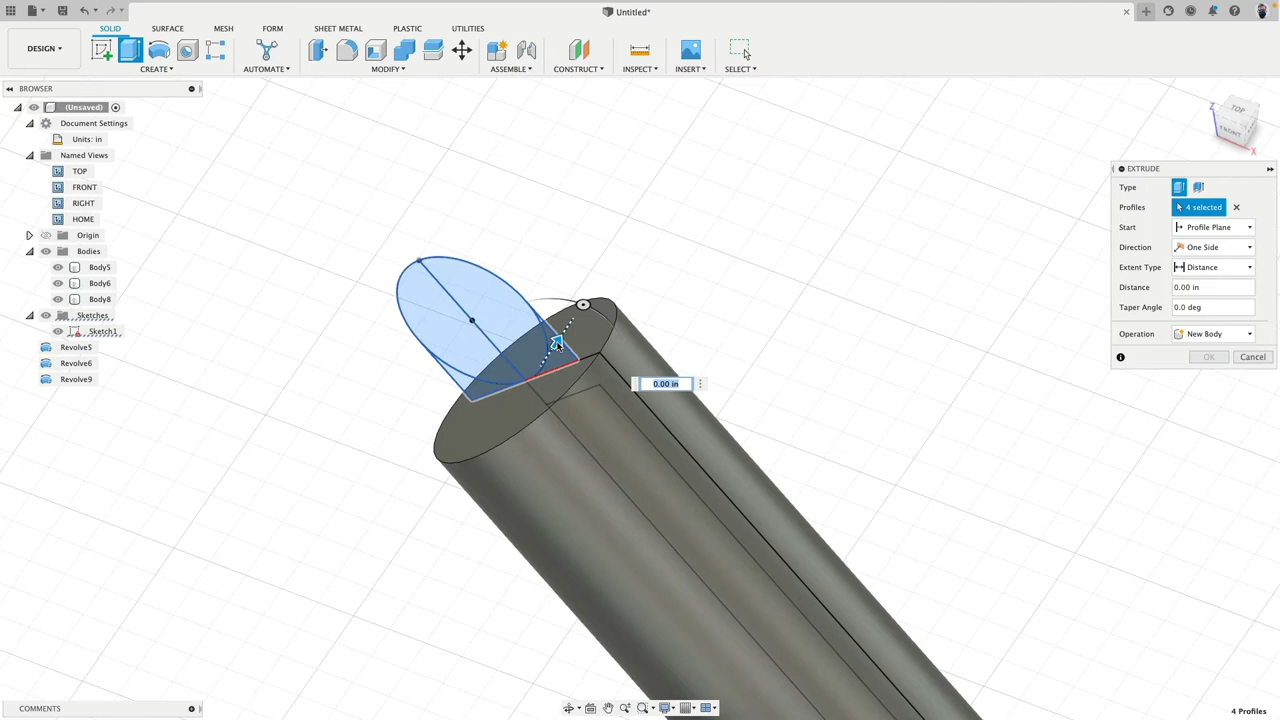 Untitled*
DESIGN
SOLID SURFACE MESH FORM SHEET METAL PLASTIC UTILITIES
CREATE AUTOMATE MODIFY ASSEMBLE CONSTRUCT INSPECT INSERT SELECT
BROWSER
(Unsaved)
Document Settings
Units: in
Named Views
TOP
FRONT
RIGHT
HOME
Origin
Bodies
Body5
Body6
Body8
Sketches
Sketch1
Revolve5
Revolve6
Revolve9
0.00 in
TOP
Z
FRONT
X
EXTRUDE
Type
Profiles 4 selected
Start Profile Plane
Direction One Side
Extent Type Distance
Distance 0.00 in
Taper Angle 0.0 deg
Operation New Body
OK Cancel
COMMENTS
4 Profiles